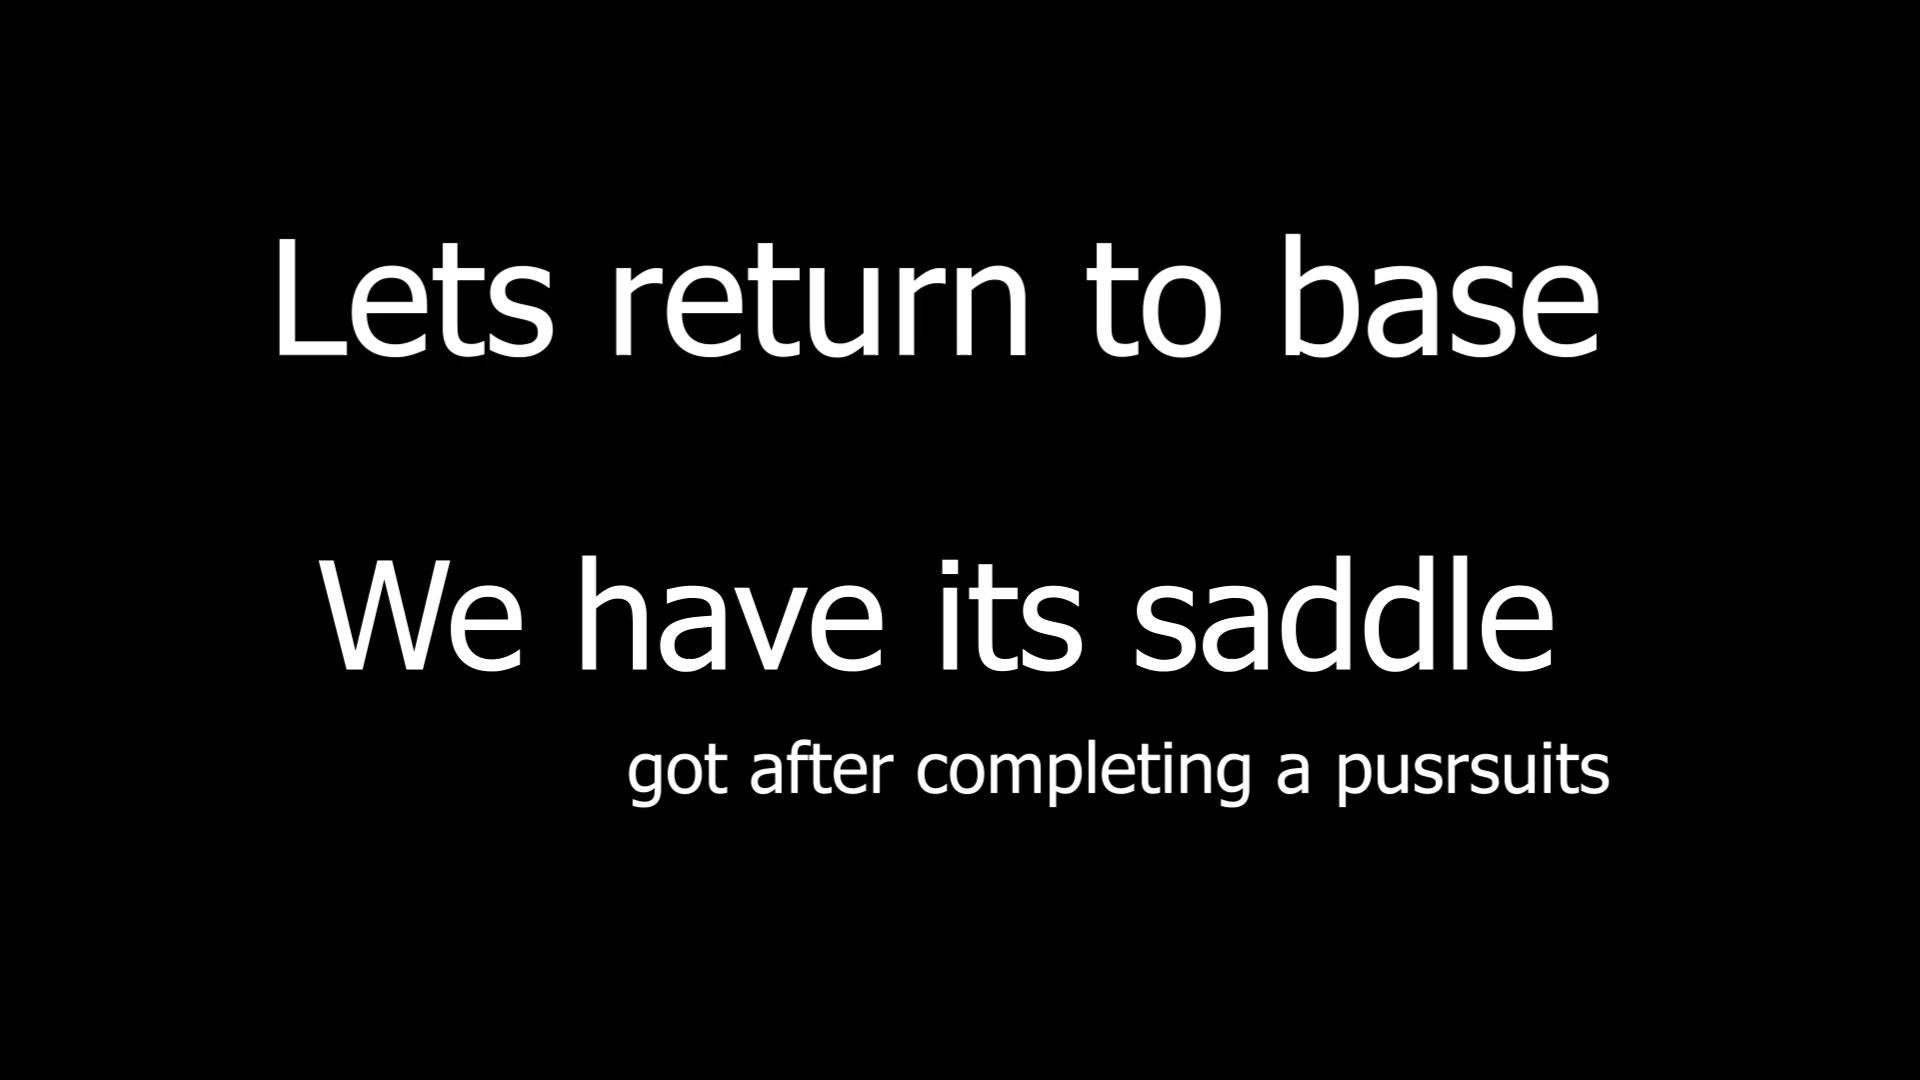 Lets return to base
We have its saddle
got after completing a pusrsuits